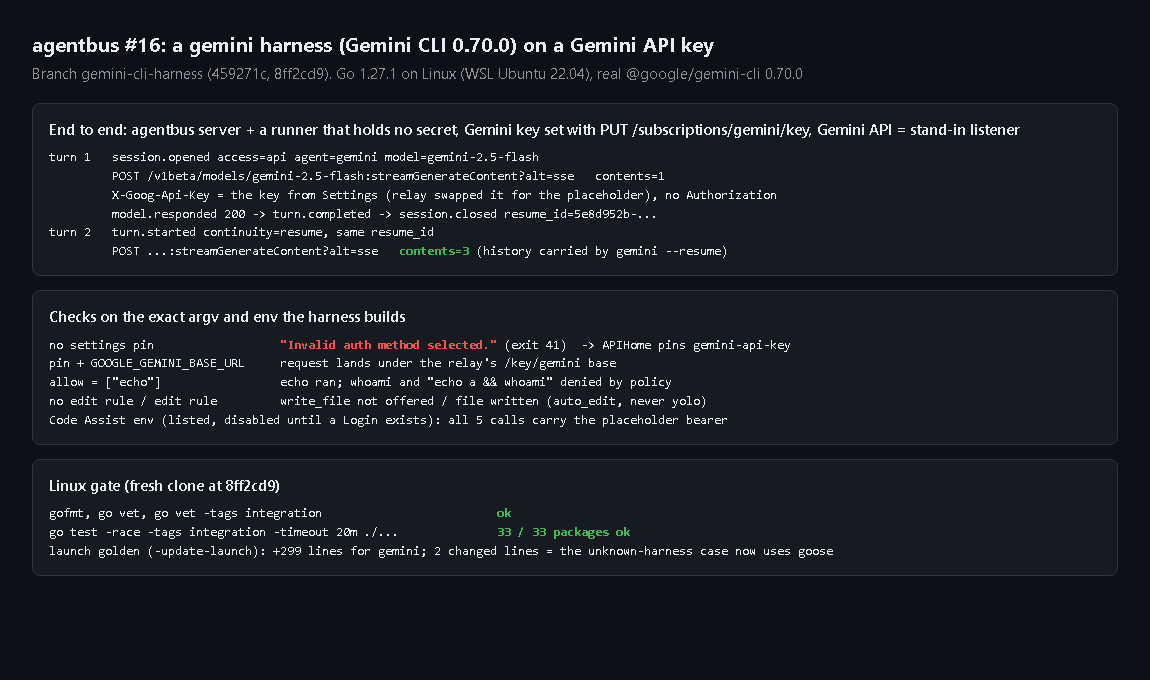 agentbus #16: a gemini harness (Gemini CLI 0.70.0) on a Gemini API key
Branch gemini-cli-harness (459271c, 8ff2cd9). Go 1.27.1 on Linux (WSL Ubuntu 22.04), real @google/gemini-cli 0.70.0
End to end: agentbus server + a runner that holds no secret, Gemini key set with PUT /subscriptions/gemini/key, Gemini API = stand-in listener
turn 1   session.opened access=api agent=gemini model=gemini-2.5-flash
POST /v1beta/models/gemini-2.5-flash:streamGenerateContent?alt=sse   contents=1
X-Goog-Api-Key = the key from Settings (relay swapped it for the placeholder), no Authorization
model.responded 200 -> turn.completed -> session.closed resume_id=5e8d952b-...
turn 2   turn.started continuity=resume, same resume_id
POST ...:streamGenerateContent?alt=sse   contents=3 (history carried by gemini --resume)
Checks on the exact argv and env the harness builds
no settings pin   "Invalid auth method selected." (exit 41)  -> APIHome pins gemini-api-key
pin + GOOGLE_GEMINI_BASE_URL   request lands under the relay's /key/gemini base
allow = ["echo"]   echo ran; whoami and "echo a && whoami" denied by policy
no edit rule / edit rule   write_file not offered / file written (auto_edit, never yolo)
Code Assist env (listed, disabled until a Login exists): all 5 calls carry the placeholder bearer
Linux gate (fresh clone at 8ff2cd9)
gofmt, go vet, go vet -tags integration   ok
go test -race -tags integration -timeout 20m ./...   33 / 33 packages ok
launch golden (-update-launch): +299 lines for gemini; 2 changed lines = the unknown-harness case now uses goose